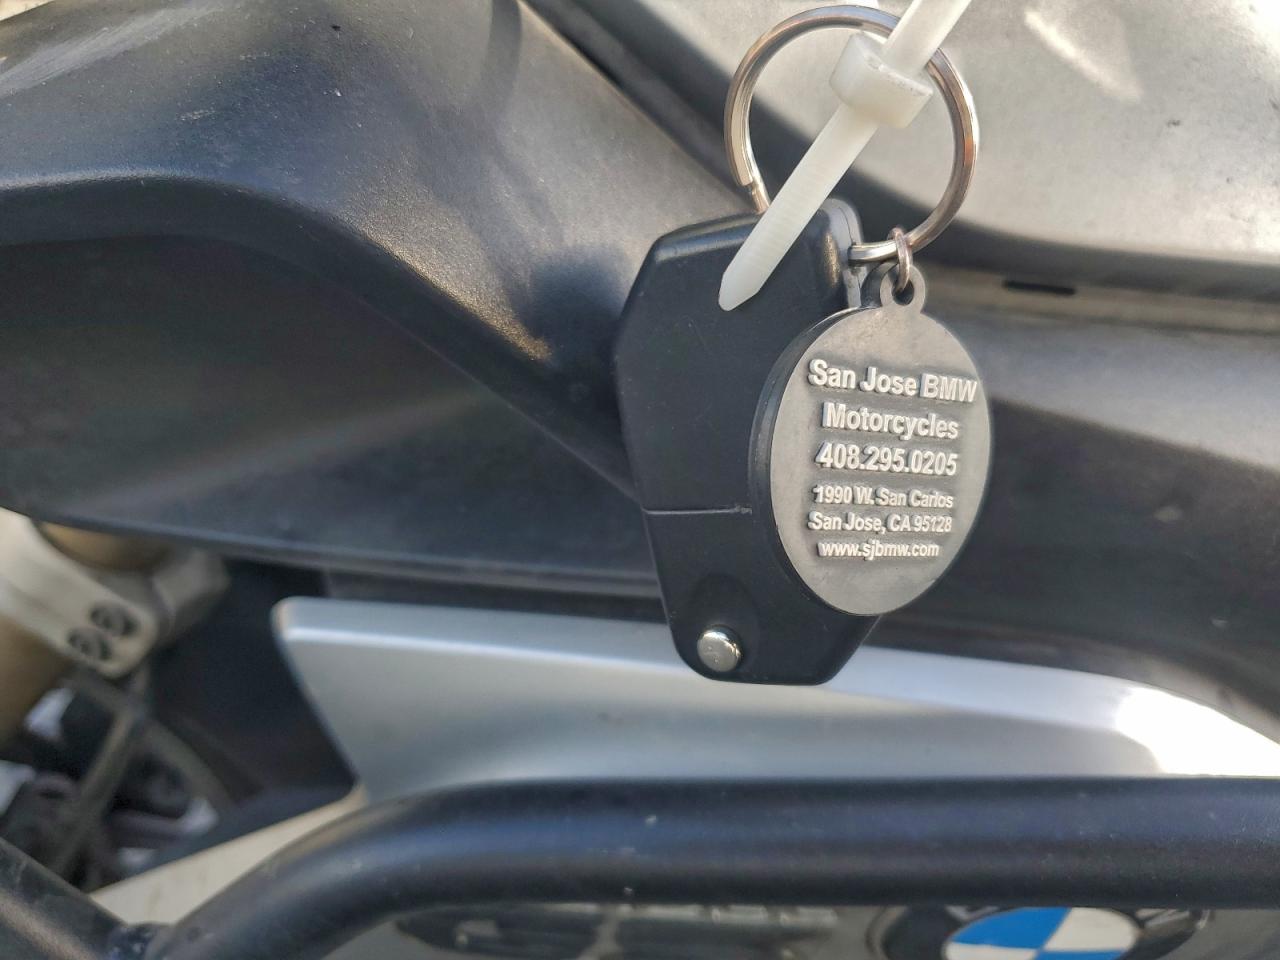 San Jose BMW
Motorcycles
408.295.0205
1990 W. San Carlos
San Jose, CA 95128
www.sjbmw.com